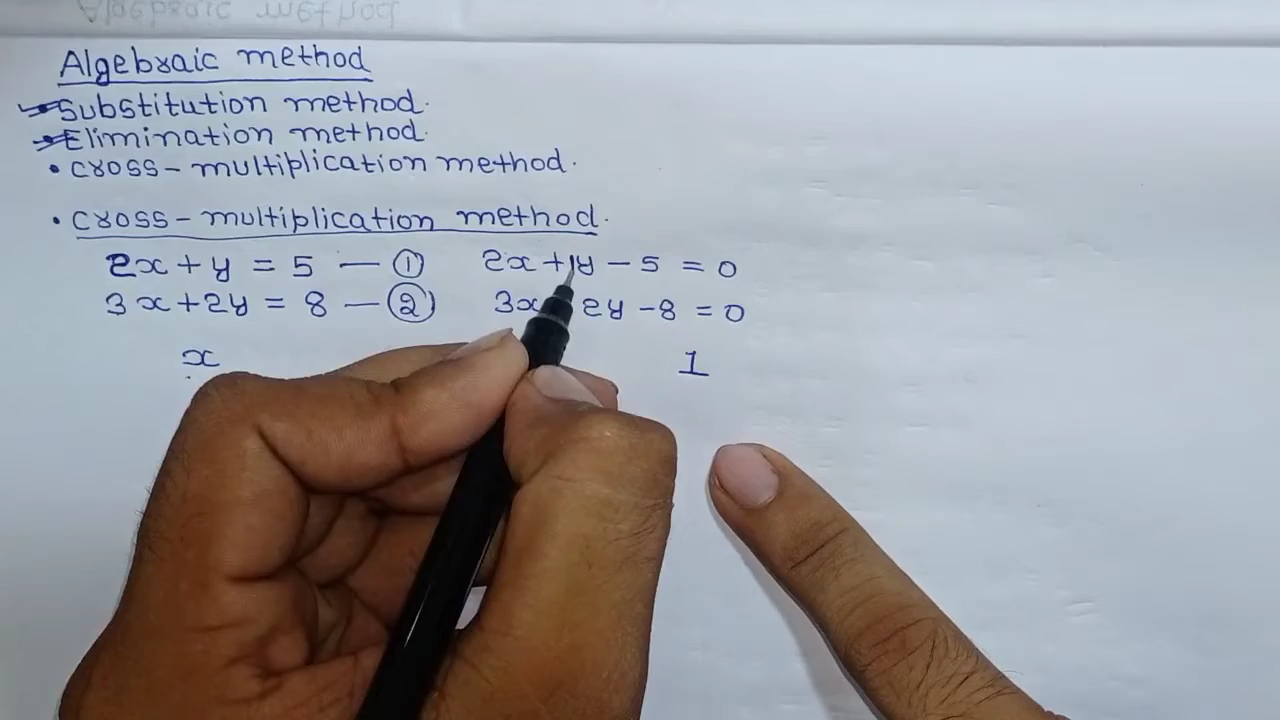 Algebraic method
Substitution method.
Elimination method.
• Cross-multiplication method.
• Cross-multiplication method.
2x + y = 5 — ① 2x + 1y - 5 = 0
3x + 2y = 8 — ② 3x 2y - 8 = 0
x 1